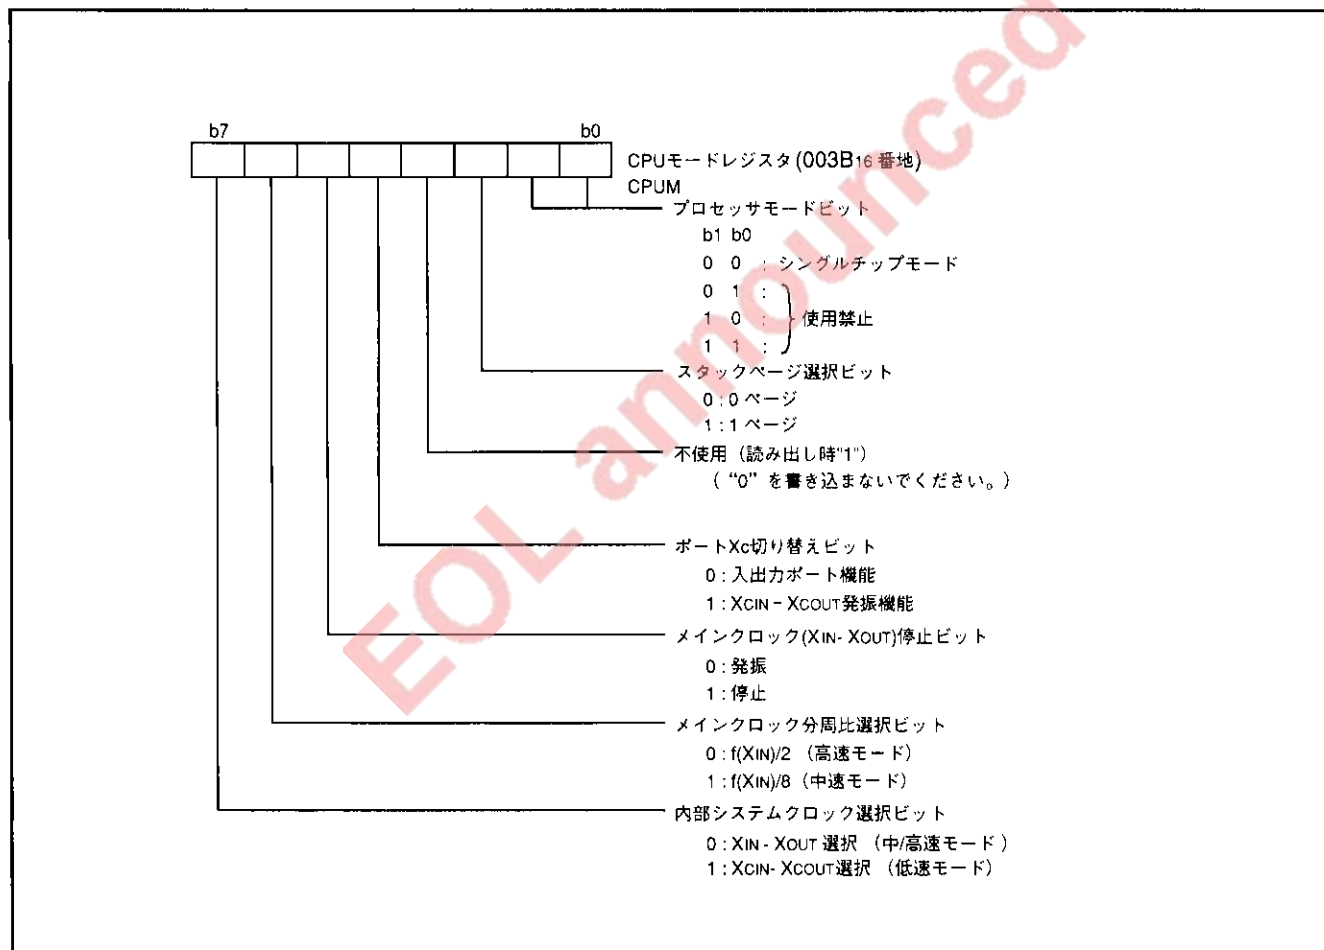 b7 b0
CPUモードレジスタ(003B16 番地)
CPUM
プロセッサモードビット
b1 b0
0 0 : シングルチップモード
0 1 :
1 0 : 使用禁止
1 1 :
スタックページ選択ビット
0 : 0 ページ
1 : 1 ページ
不使用 (読み出し時"1")
( “0” を書き込まないでください。)
ポートXc切り替えビット
0 : 入出力ポート機能
1 : XCIN - XCOUT発振機能
メインクロック(XIN- XOUT)停止ビット
0 : 発振
1 : 停止
メインクロック分周比選択ビット
0 : f(XIN)/2 (高速モード)
1 : f(XIN)/8 (中速モード)
内部システムクロック選択ビット
0 : XIN - XOUT 選択 (中/高速モード )
1 : XCIN- XCOUT選択 (低速モード)
EOL announced